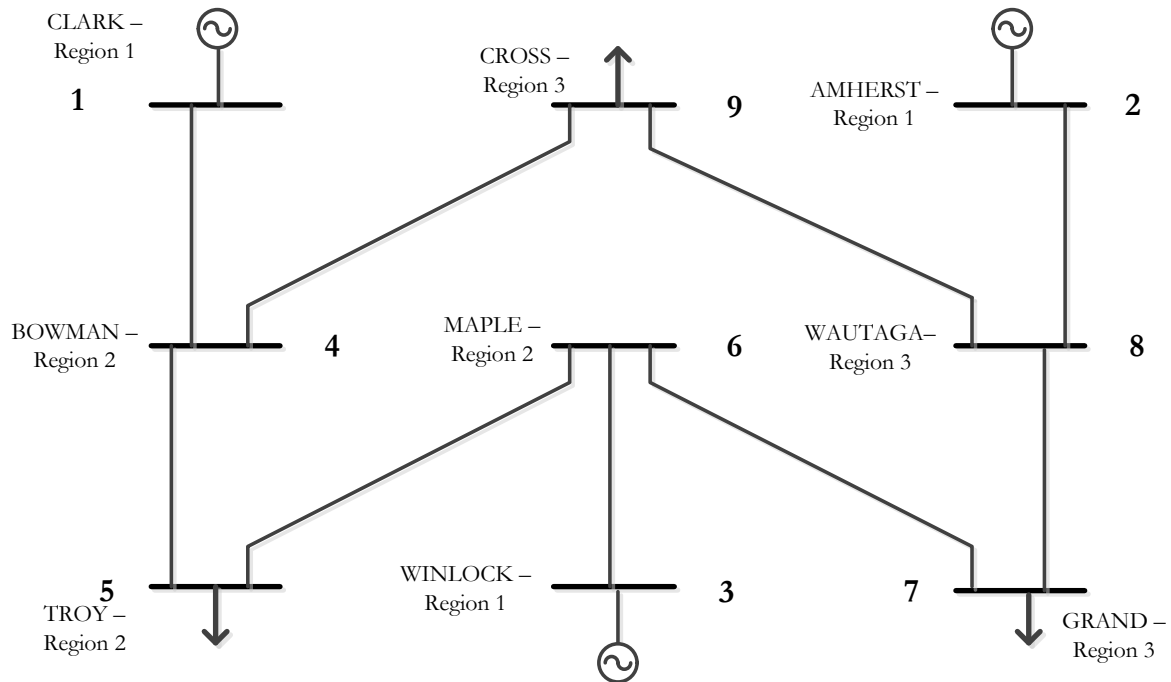 CLARK –
Region 1
1
CROSS –
Region 3
9
AMHERST –
Region 1
2
BOWMAN –
Region 2
4
MAPLE –
Region 2
6
WAUTAGA–
Region 3
8
5
TROY –
Region 2
WINLOCK –
Region 1
3
7
GRAND –
Region 3